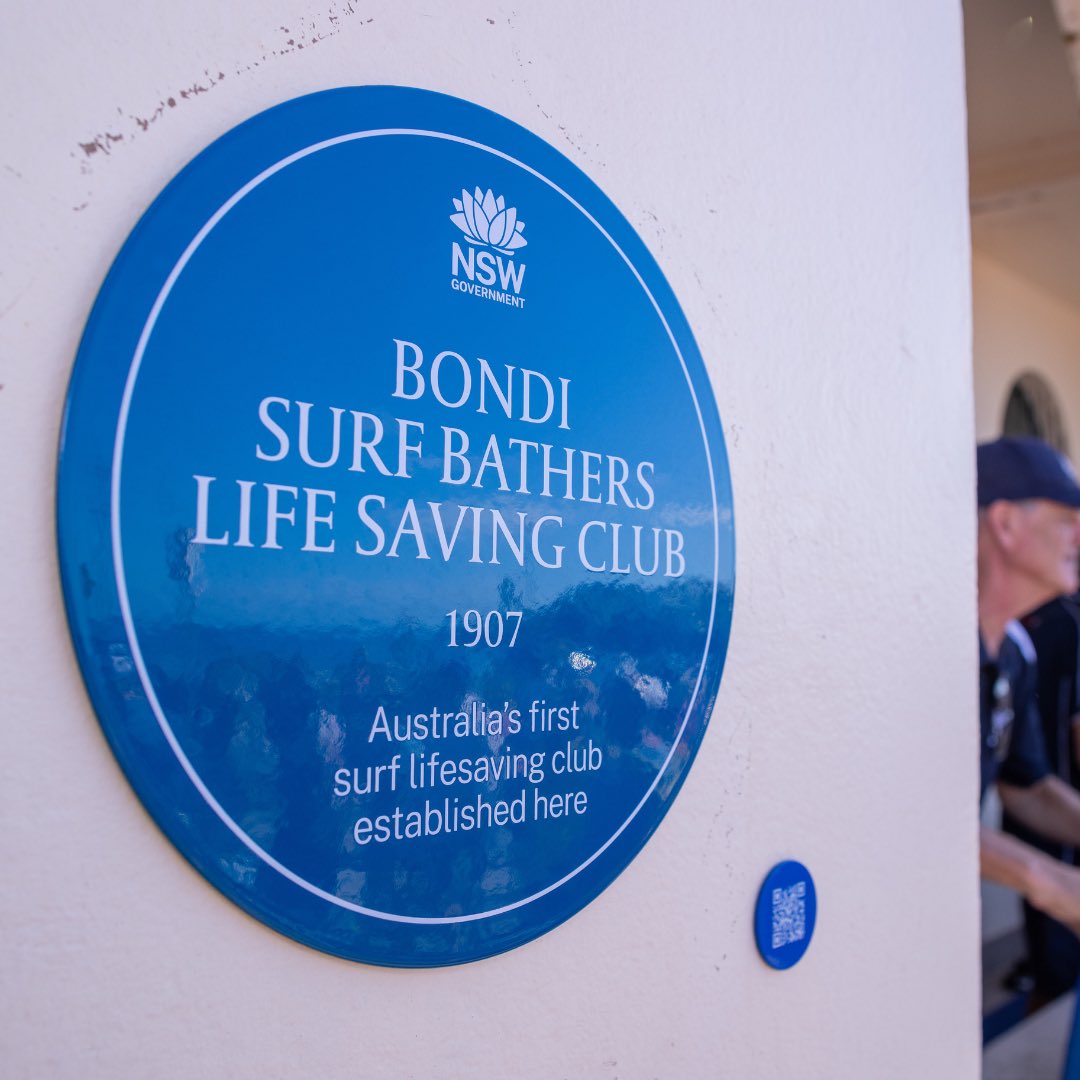 NSW
GOVERNMENT
BONDI
SURF BATHERS
LIFE SAVING CLUB
1907
Australia's first
surf lifesaving club
established here